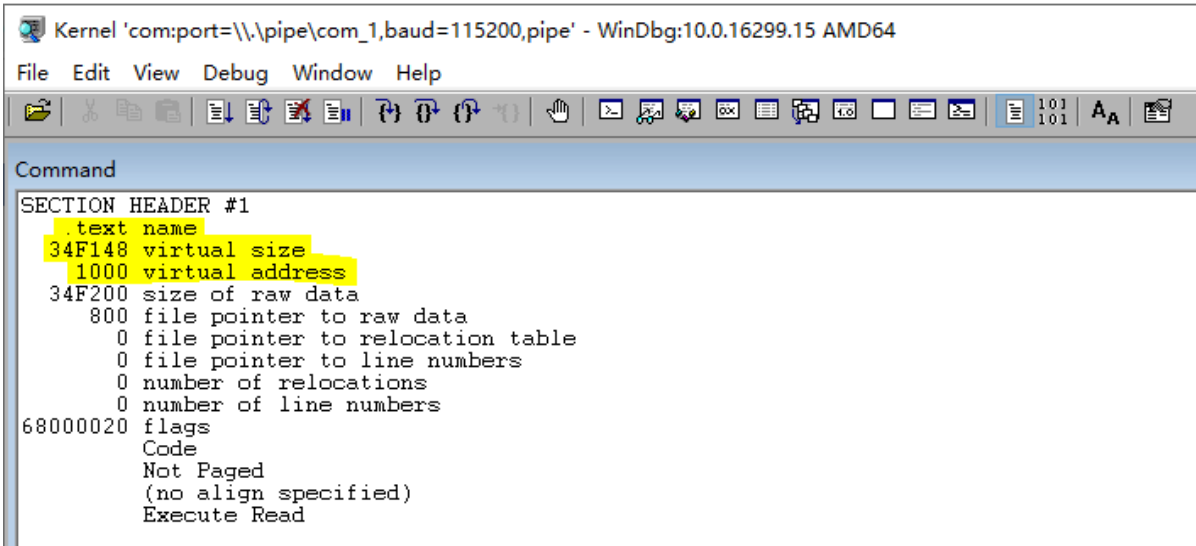 Kernel 'com:port=\\.\pipe\com_1,baud=115200,pipe' - WinDbg:10.0.16299.15 AMD64
File Edit View Debug Window Help
Command
SECTION HEADER #1
.text name
34F148 virtual size
1000 virtual address
34F200 size of raw data
800 file pointer to raw data
0 file pointer to relocation table
0 file pointer to line numbers
0 number of relocations
0 number of line numbers
68000020 flags
Code
Not Paged
(no align specified)
Execute Read